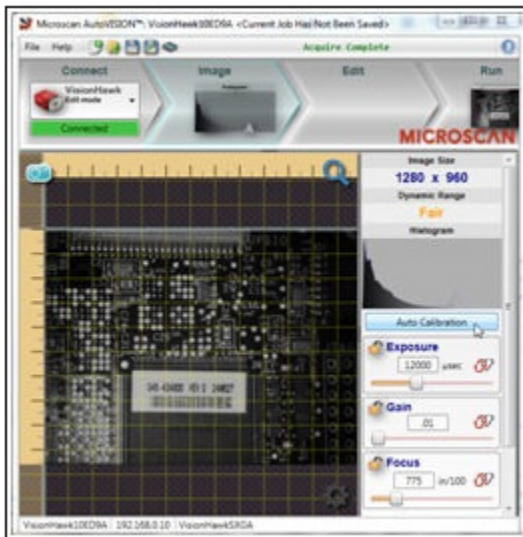 Microscan AutoVISION™: VisionHawk10ED9A <Current Job Has Not Been Saved>
File Help
Acquire Complete
Connect
Image
Edit
Run
VisionHawk
Edit mode
Connected
MICROSCAN
Image Size
1280 x 960
Dynamic Range
Fair
Histogram
Auto Calibration
Exposure
12000 µsec
Gain
.01
Focus
775 in/100
VisionHawk10ED9A 192.168.0.10 VisionHawkSXGA